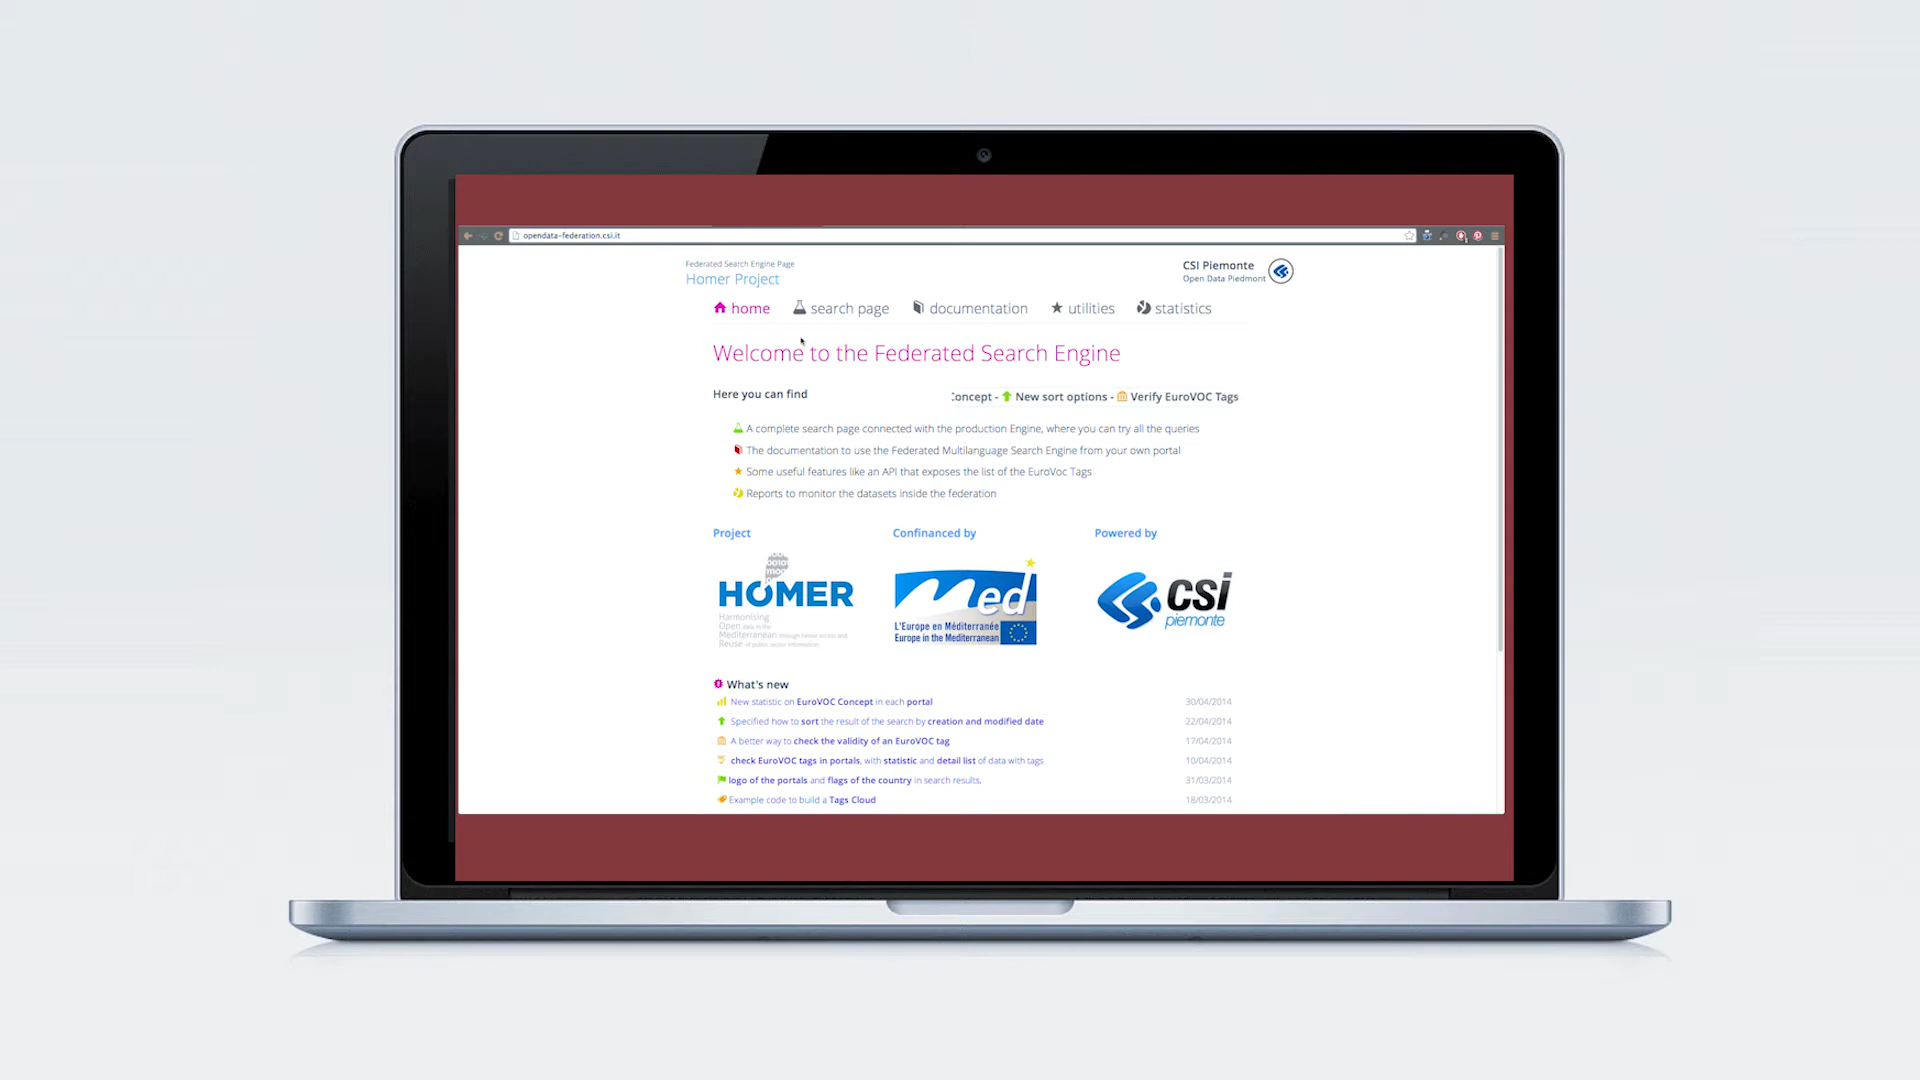 opendata-federation.csi.it
Federated Search Engine Page
Homer Project
CSI Piemonte
Open Data Piedmont
home search page documentation utilities statistics
Welcome to the Federated Search Engine
Here you can find
Concept - New sort options - Verify EuroVOC Tags
A complete search page connected with the production Engine, where you can try all the queries
The documentation to use the Federated Multilanguage Search Engine from your own portal
Some useful features like an API that exposes the list of the EuroVoc Tags
Reports to monitor the datasets inside the federation
Project Confinanced by Powered by
HOMER
Harmonising
Open data in the
Mediterranean through better access and
Reuse of public sector information
Med
L'Europe en Méditerranée
Europe in the Mediterranean
csi
piemonte
What's new
New statistic on EuroVOC Concept in each portal 30/04/2014
Specified how to sort the result of the search by creation and modified date 22/04/2014
A better way to check the validity of an EuroVOC tag 17/04/2014
check EuroVOC tags in portals, with statistic and detail list of data with tags 10/04/2014
logo of the portals and flags of the country in search results. 31/03/2014
Example code to build a Tags Cloud 18/03/2014